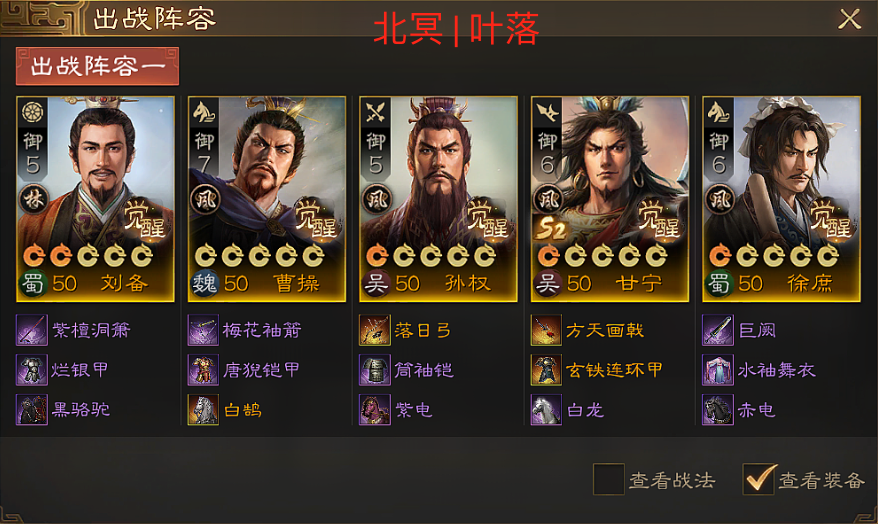 出战阵容
北冥 | 叶落
出战阵容一
御 5 林 觉醒 蜀 50 刘备
御 7 风 觉醒 魏 50 曹操
御 5 风 觉醒 吴 50 孙权
御 6 风 S2 觉醒 吴 50 甘宁
御 6 风 觉醒 蜀 50 徐庶
紫檀洞箫 梅花袖箭 落日弓 方天画戟 巨阙
烂银甲 唐猊铠甲 筒袖铠 玄铁连环甲 水袖舞衣
黑骆驼 白鹄 紫电 白龙 赤电
查看战法 查看装备